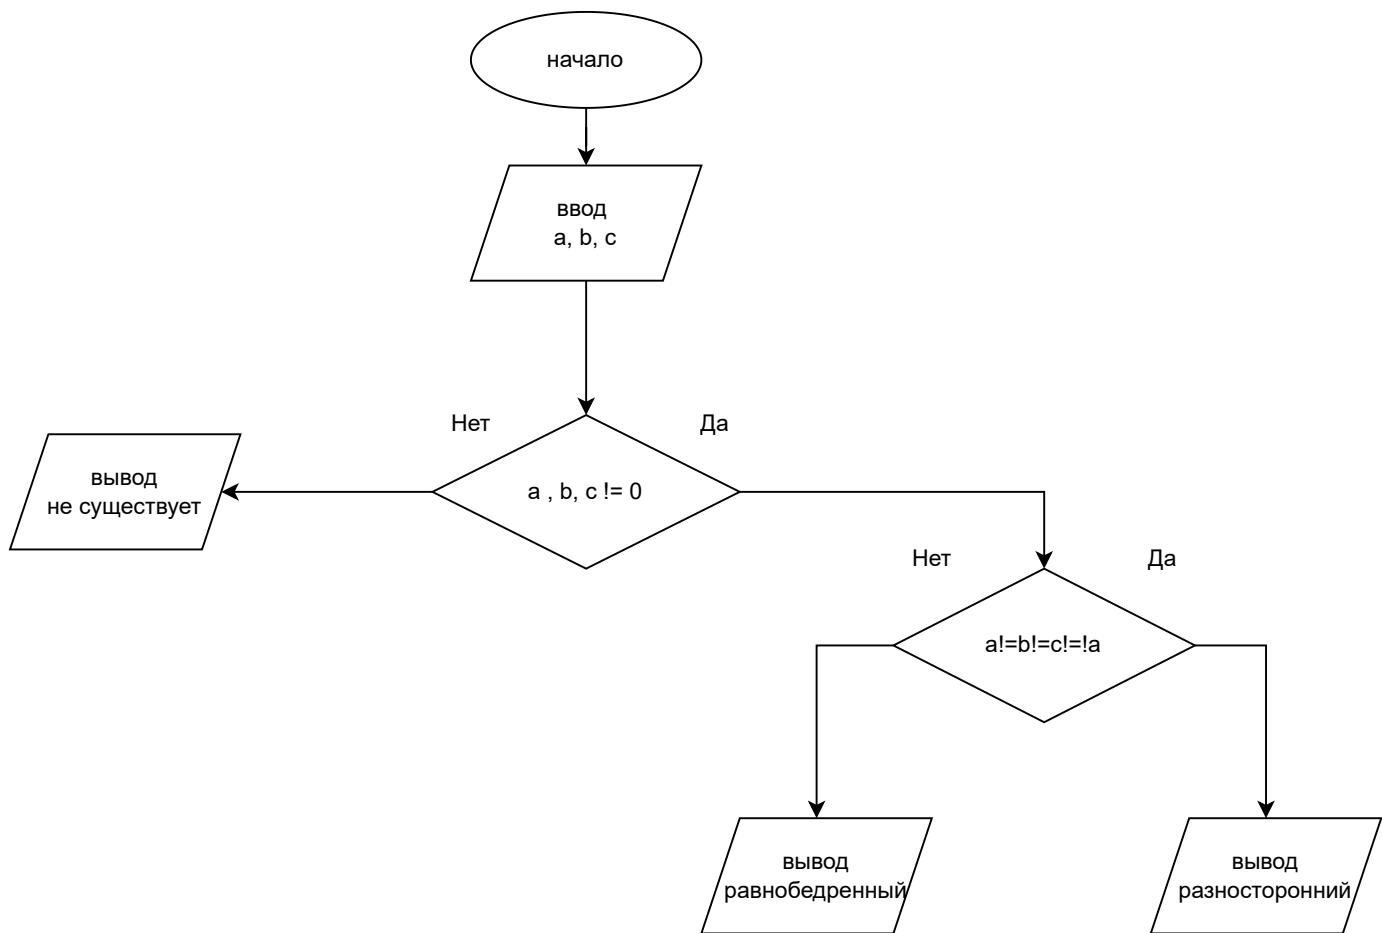 начало
ввод
a, b, c
Нет
Да
вывод
не существует
a , b, c != 0
Нет
Да
a!=b!=c!=!a
вывод
равнобедренный
вывод
разносторонний